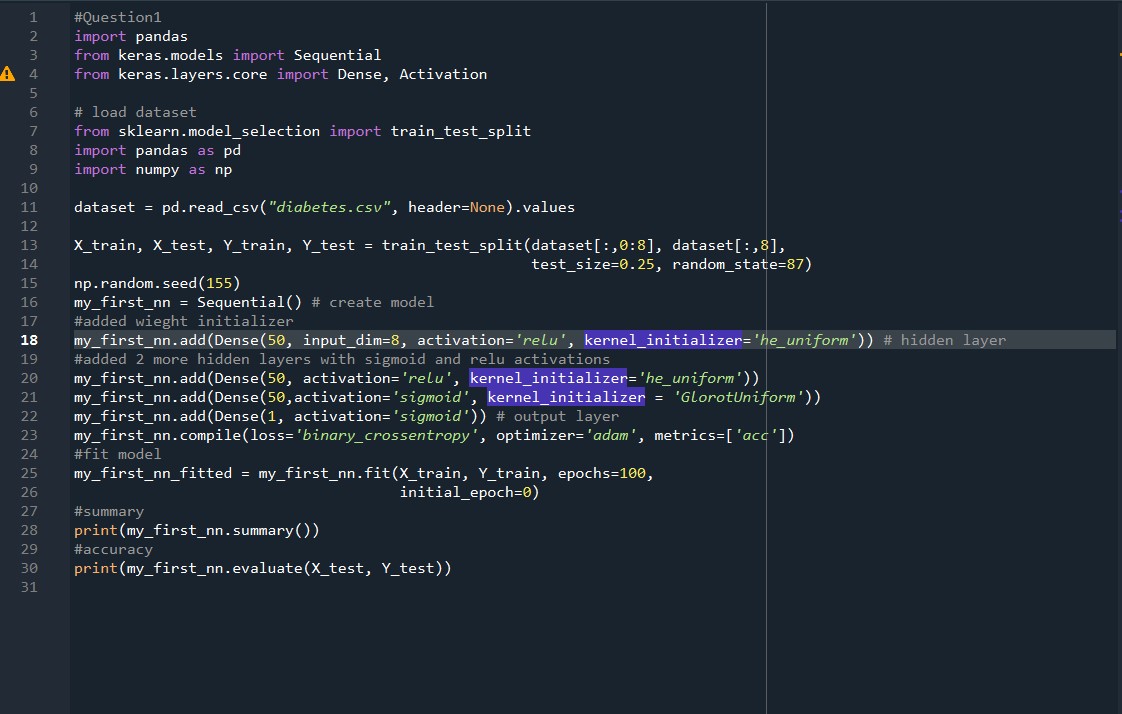 1 #Question1
2 import pandas
3 from keras.models import Sequential
4 from keras.layers.core import Dense, Activation
5
6 # load dataset
7 from sklearn.model_selection import train_test_split
8 import pandas as pd
9 import numpy as np
10
11 dataset = pd.read_csv("diabetes.csv", header=None).values
12
13 X_train, X_test, Y_train, Y_test = train_test_split(dataset[:,0:8], dataset[:,8],
14                                                     test_size=0.25, random_state=87)
15 np.random.seed(155)
16 my_first_nn = Sequential() # create model
17 #added wieght initializer
18 my_first_nn.add(Dense(50, input_dim=8, activation='relu', kernel_initializer='he_uniform')) # hidden layer
19 #added 2 more hidden layers with sigmoid and relu activations
20 my_first_nn.add(Dense(50, activation='relu', kernel_initializer='he_uniform'))
21 my_first_nn.add(Dense(50,activation='sigmoid', kernel_initializer = 'GlorotUniform'))
22 my_first_nn.add(Dense(1, activation='sigmoid')) # output layer
23 my_first_nn.compile(loss='binary_crossentropy', optimizer='adam', metrics=['acc'])
24 #fit model
25 my_first_nn_fitted = my_first_nn.fit(X_train, Y_train, epochs=100,
26                                      initial_epoch=0)
27 #summary
28 print(my_first_nn.summary())
29 #accuracy
30 print(my_first_nn.evaluate(X_test, Y_test))
31